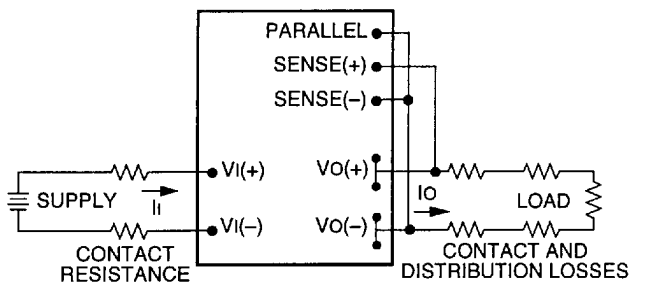 PARALLEL
SENSE(+)
SENSE(–)
VI(+)
VO(+)
SUPPLY
II
IO
LOAD
VI(–)
VO(–)
CONTACT
RESISTANCE
CONTACT AND
DISTRIBUTION LOSSES